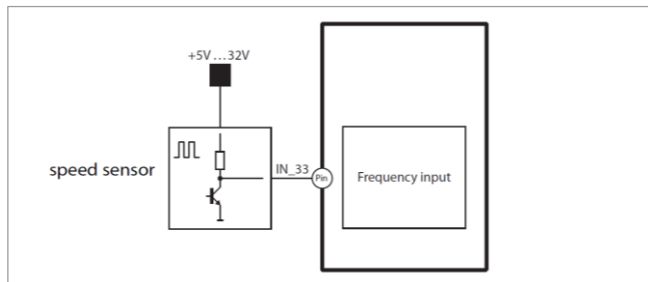 +5V...32V
speed sensor
IN_33
Pin
Frequency input